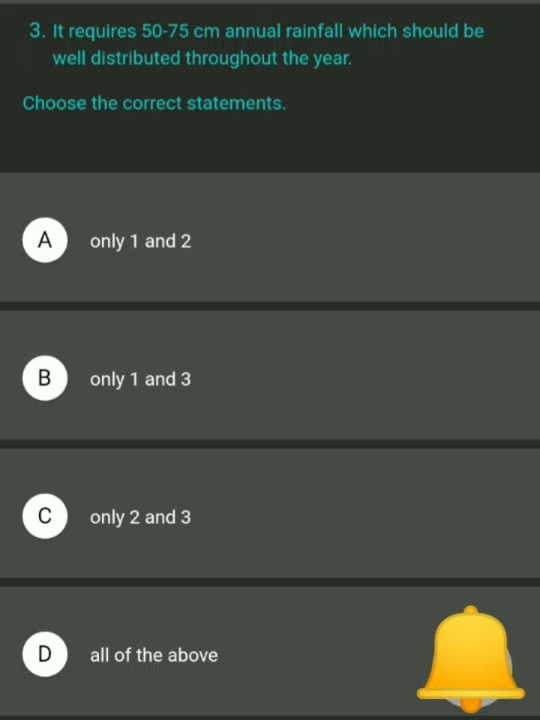 3. It requires 50-75 cm annual rainfall which should be
well distributed throughout the year.
Choose the correct statements.
A only 1 and 2
B only 1 and 3
C only 2 and 3
D all of the above